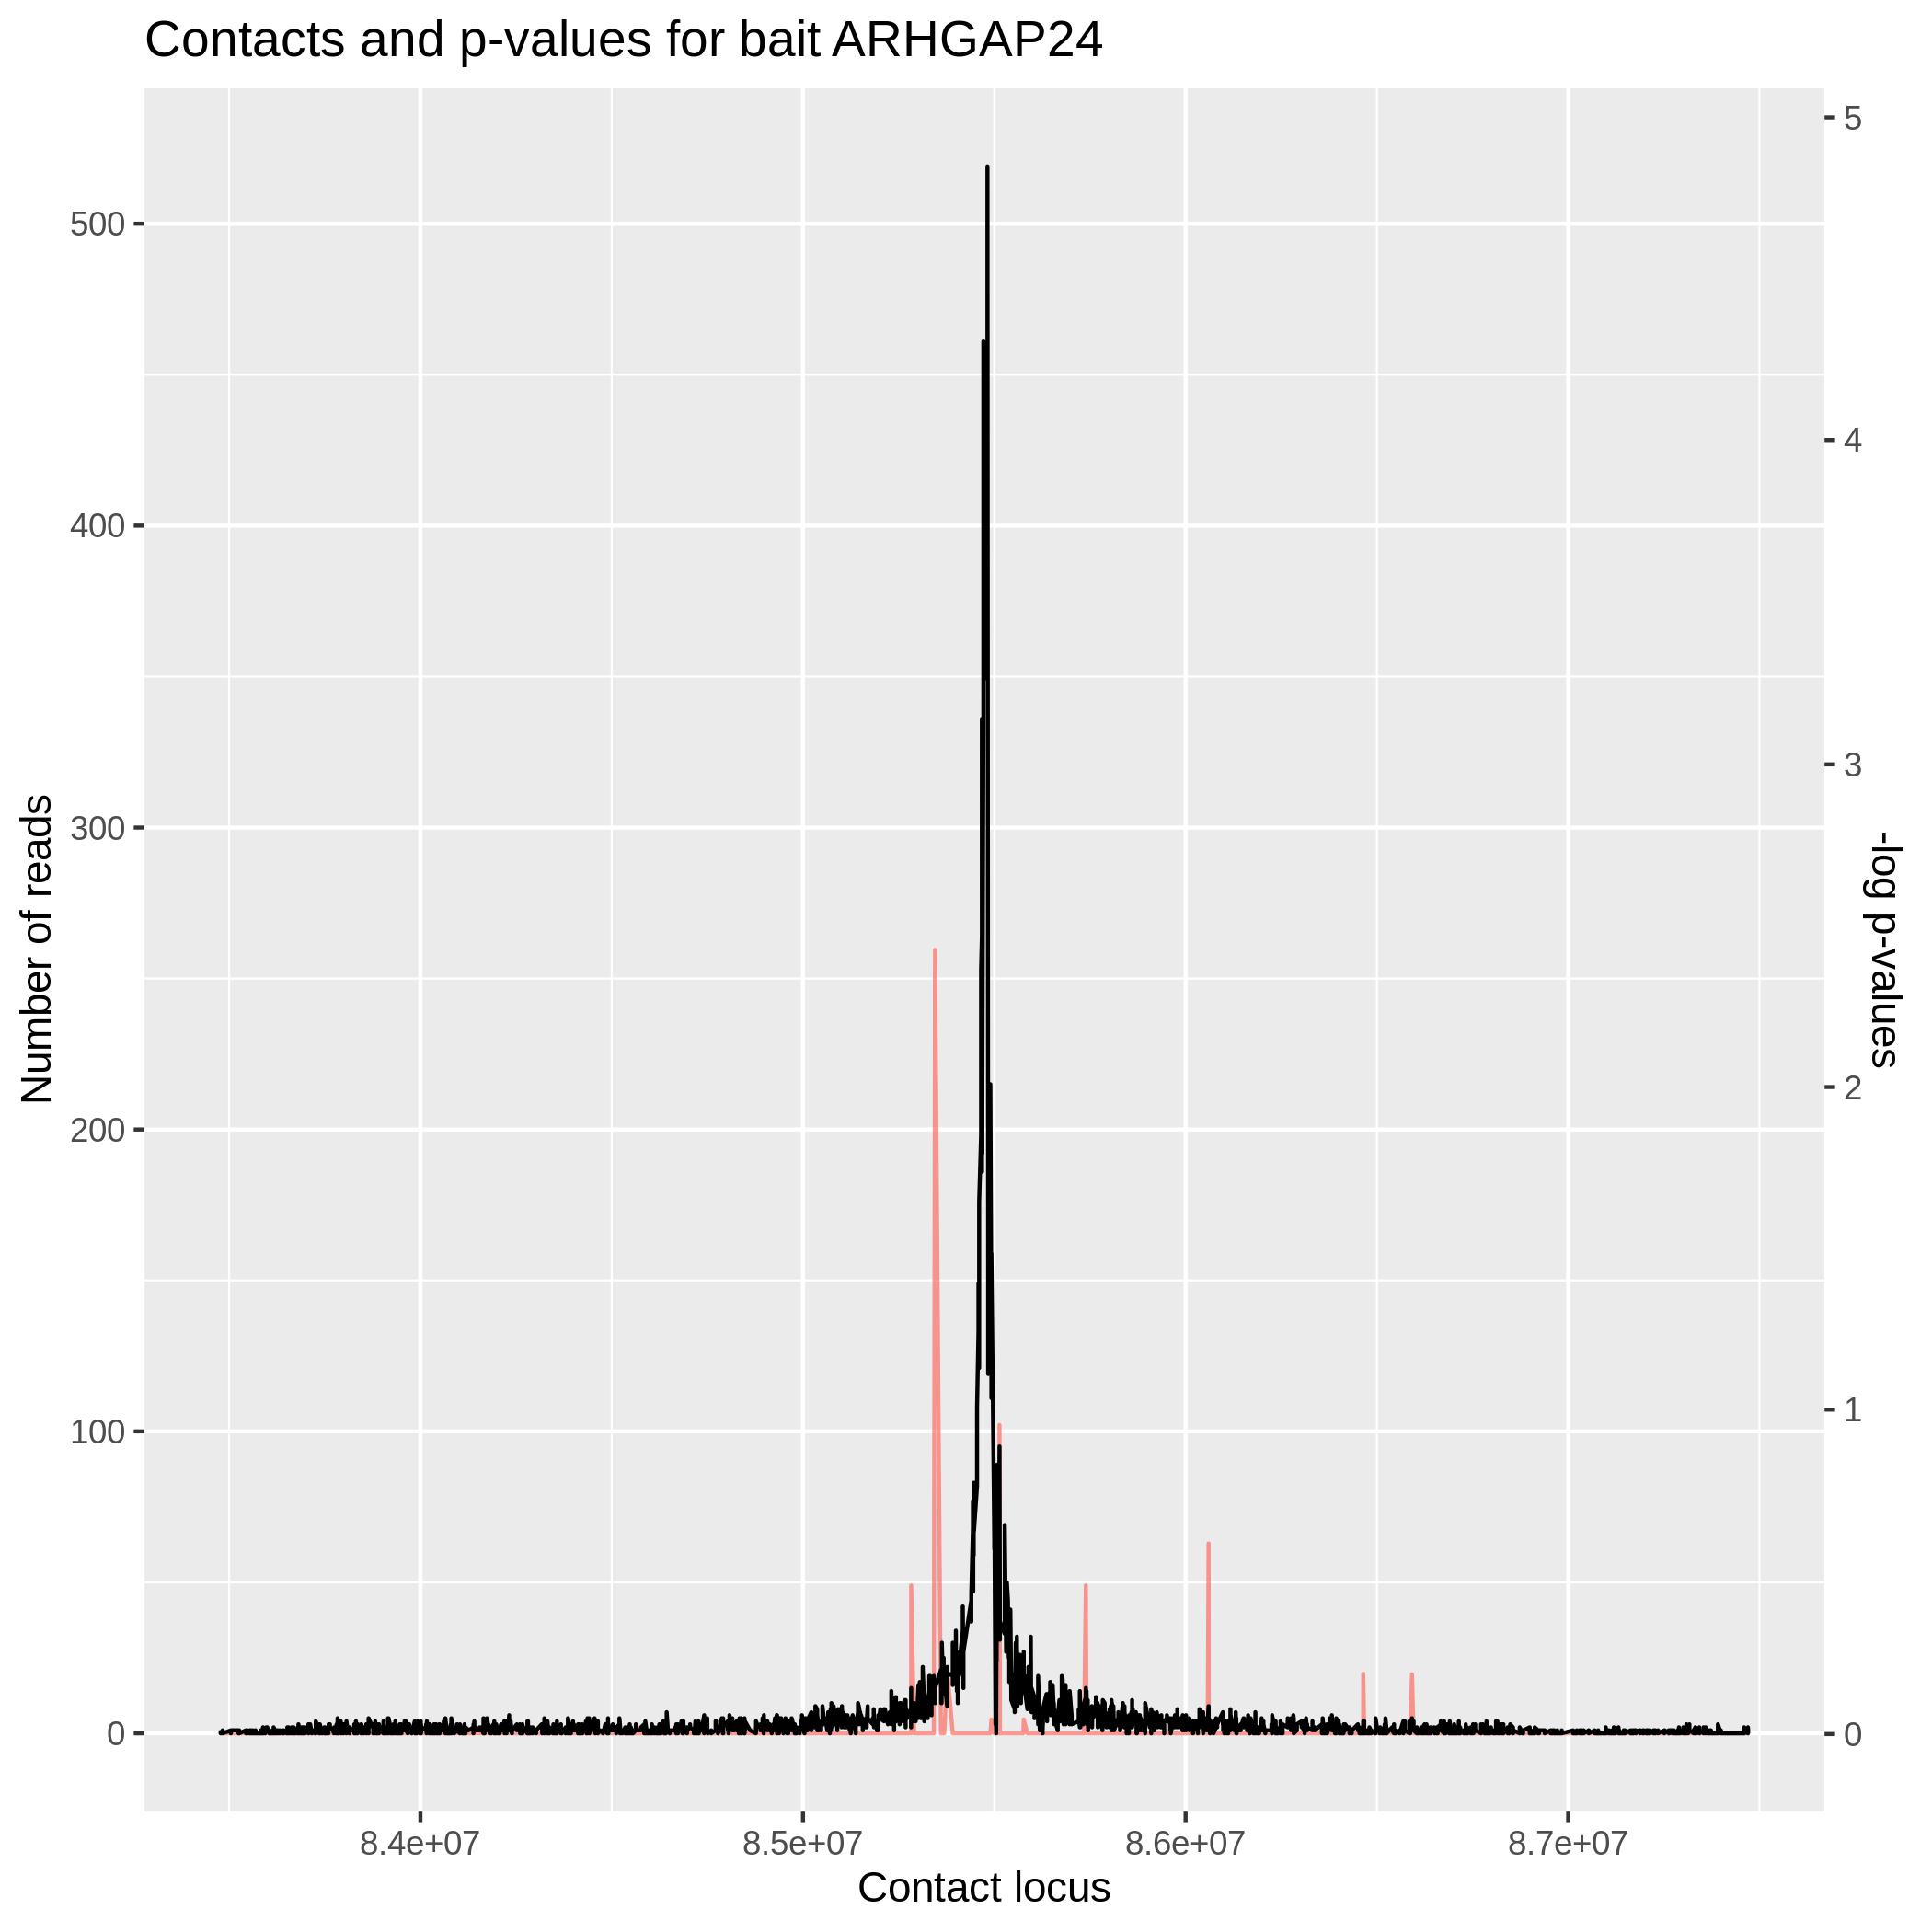 Contacts and p-values for bait ARHGAP24
Number of reads
500
400
300
200
100
0
5
4
3
2
1
0
-log p-values
8.4e+07
8.5e+07
8.6e+07
8.7e+07
Contact locus